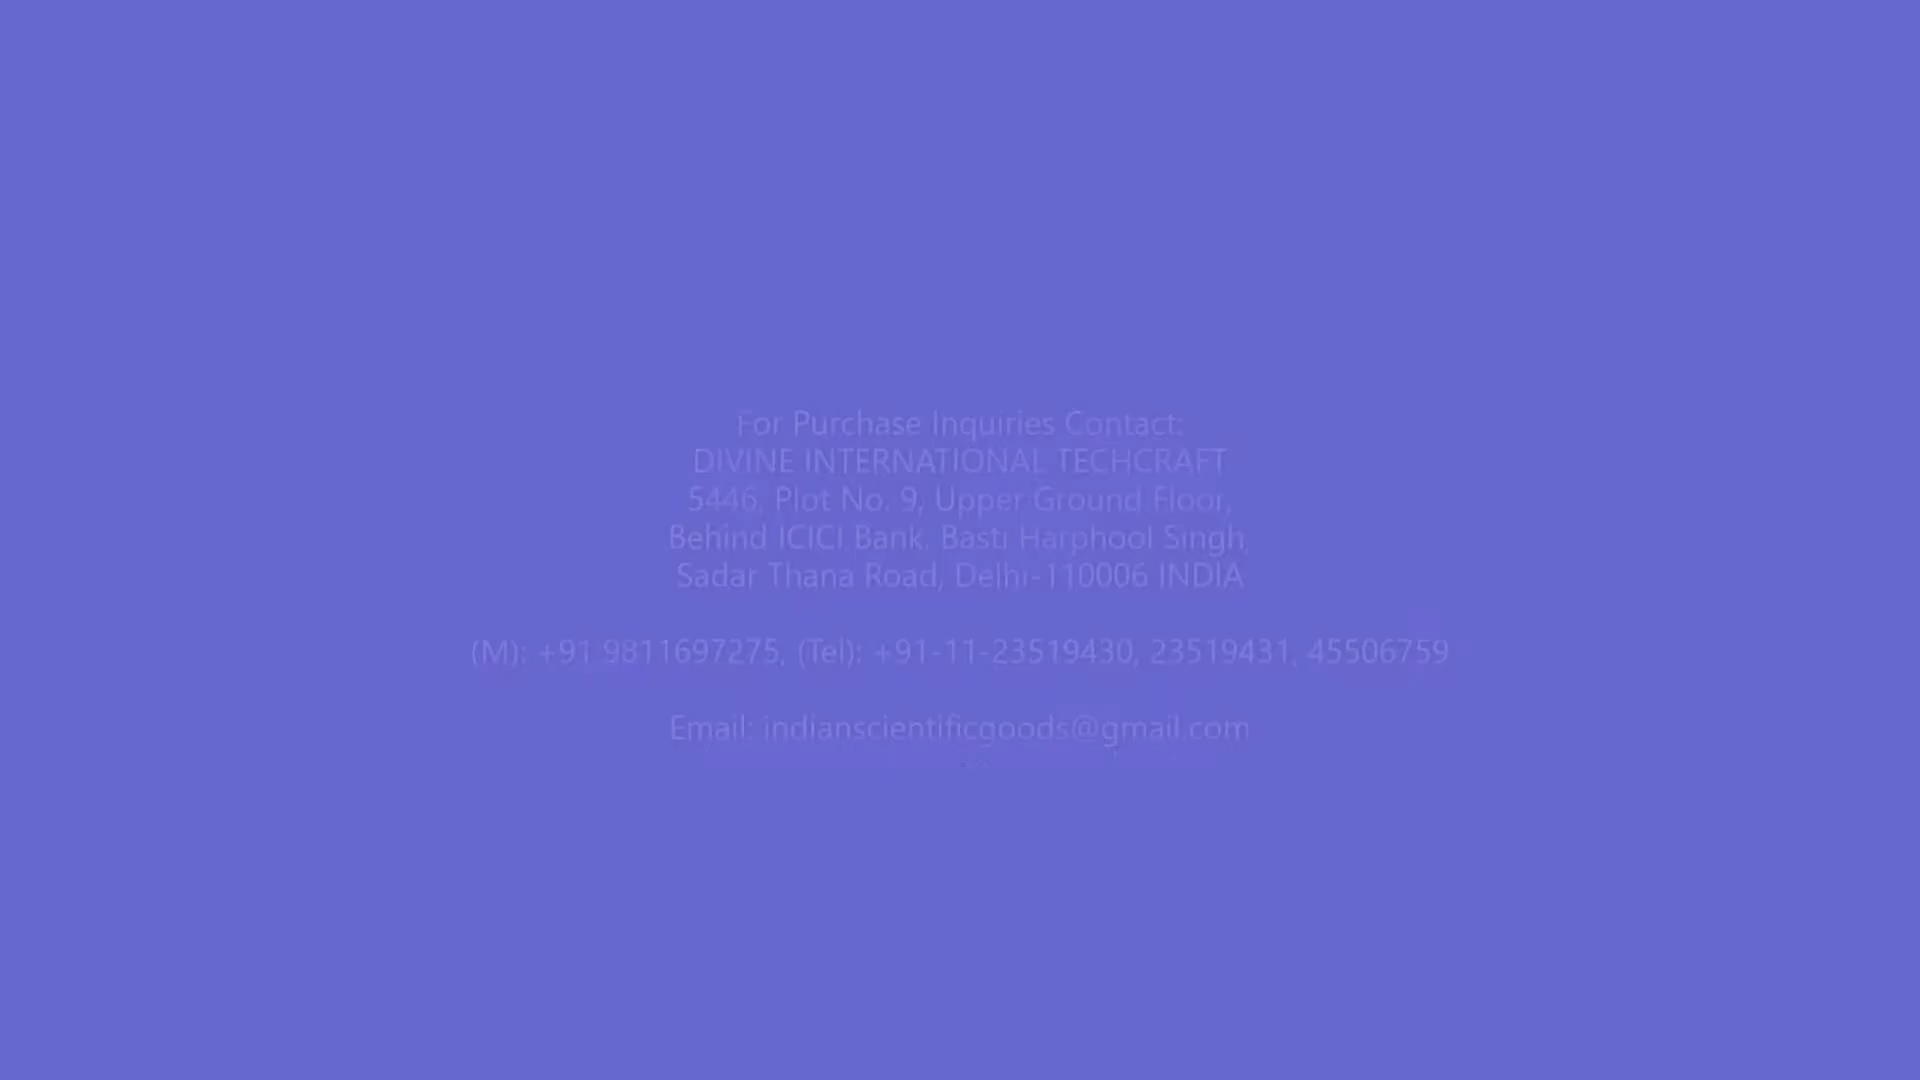 For Purchase Inquiries Contact:
DIVINE INTERNATIONAL TECHCRAFT
5446, Plot No. 9, Upper Ground Floor,
Behind ICICI Bank, Basti Harphool Singh,
Sadar Thana Road, Delhi-110006 INDIA
(M): +91 9811697275, (Tel): +91-11-23519430, 23519431, 45506759
Email: indianscientificgoods@gmail.com